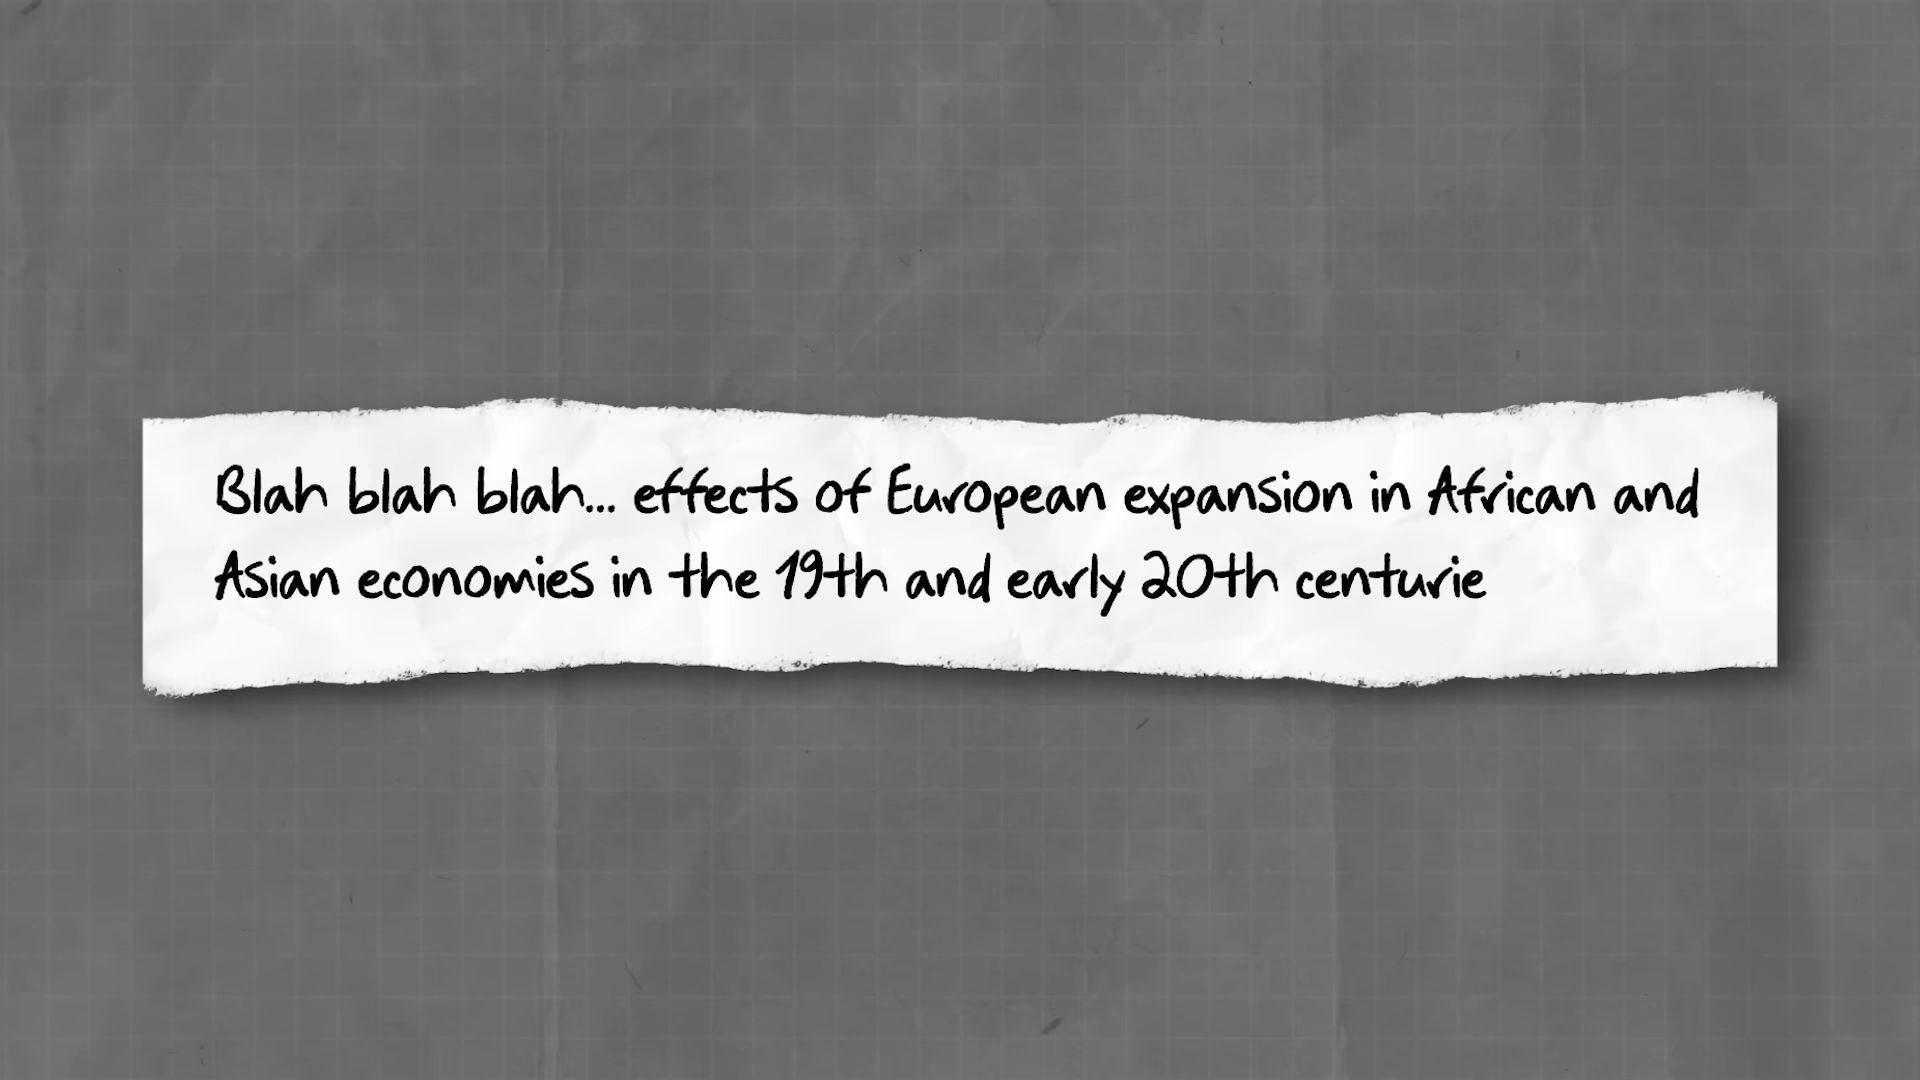 Blah blah blah... effects of European expansion in African and
Asian economies in the 19th and early 20th centurie